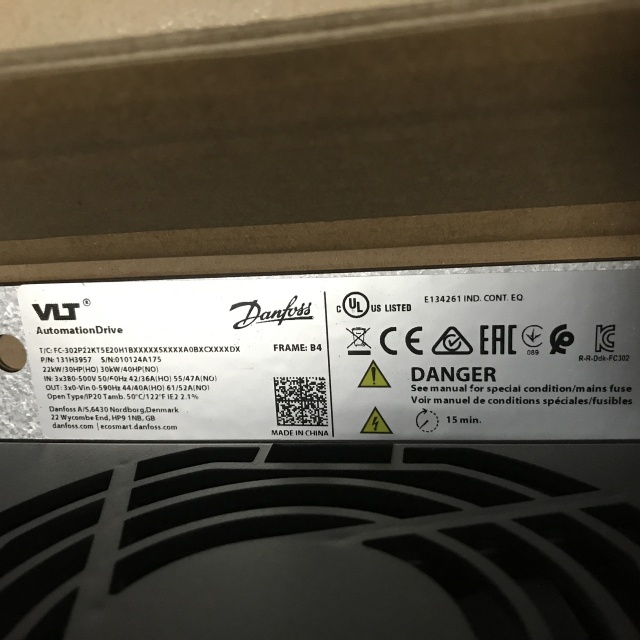 VLT®
AutomationDrive
Danfoss
T/C: FC-302P22KT5E20H1BXXXXXSXXXXA0BXCXXXXDX
P/N: 131H3957 S/N:010124A175
FRAME: B4
22kW/30HP(HO) 30kW/40HP(NO)
IN: 3x380-500V 50/60Hz 42/36A(HO) 55/47A(NO)
OUT: 3x0-Vin 0-590Hz 44/40A(HO) 61/52A(NO)
Open Type/IP20 Tamb. 50°C/122°F IE2 2.1%
Danfoss A/S,6430 Nordborg,Denmark
22 Wycombe End, HP9 1NB, GB
danfoss.com | ecosmart.danfoss.com
MADE IN CHINA
c UL US LISTED E134261 IND. CONT. EQ.
CE EAC
089
R-R-Ddk-FC302
DANGER
See manual for special condition/mains fuse
Voir manuel de conditions spéciales/fusibles
15 min.